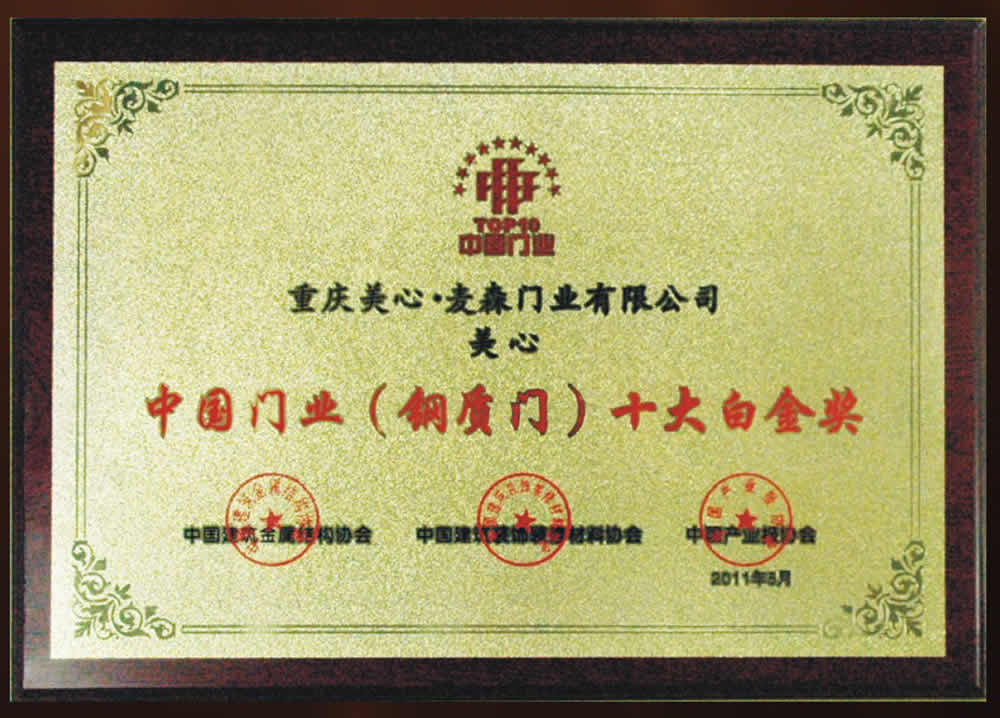 TOP10
中国门业
重庆美心·麦森门业有限公司
美心
中国门业（钢质门）十大白金奖
中国建筑金属结构协会 中国建筑装饰装修材料协会 中国产业报协会
2011年5月